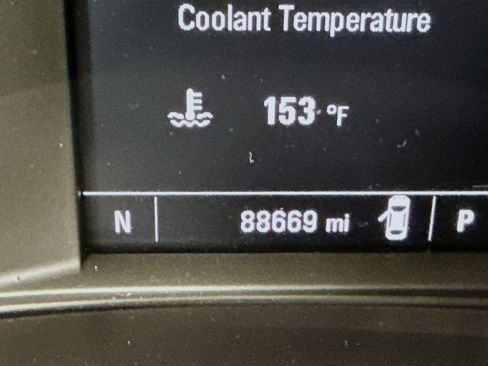 Coolant Temperature
153 °F
N 88669 mi P